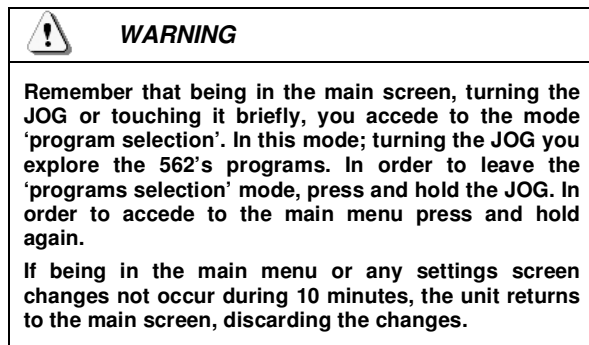 WARNING
Remember that being in the main screen, turning the
JOG or touching it briefly, you accede to the mode
‘program selection’. In this mode; turning the JOG you
explore the 562’s programs. In order to leave the
‘programs selection’ mode, press and hold the JOG. In
order to accede to the main menu press and hold
again.
If being in the main menu or any settings screen
changes not occur during 10 minutes, the unit returns
to the main screen, discarding the changes.